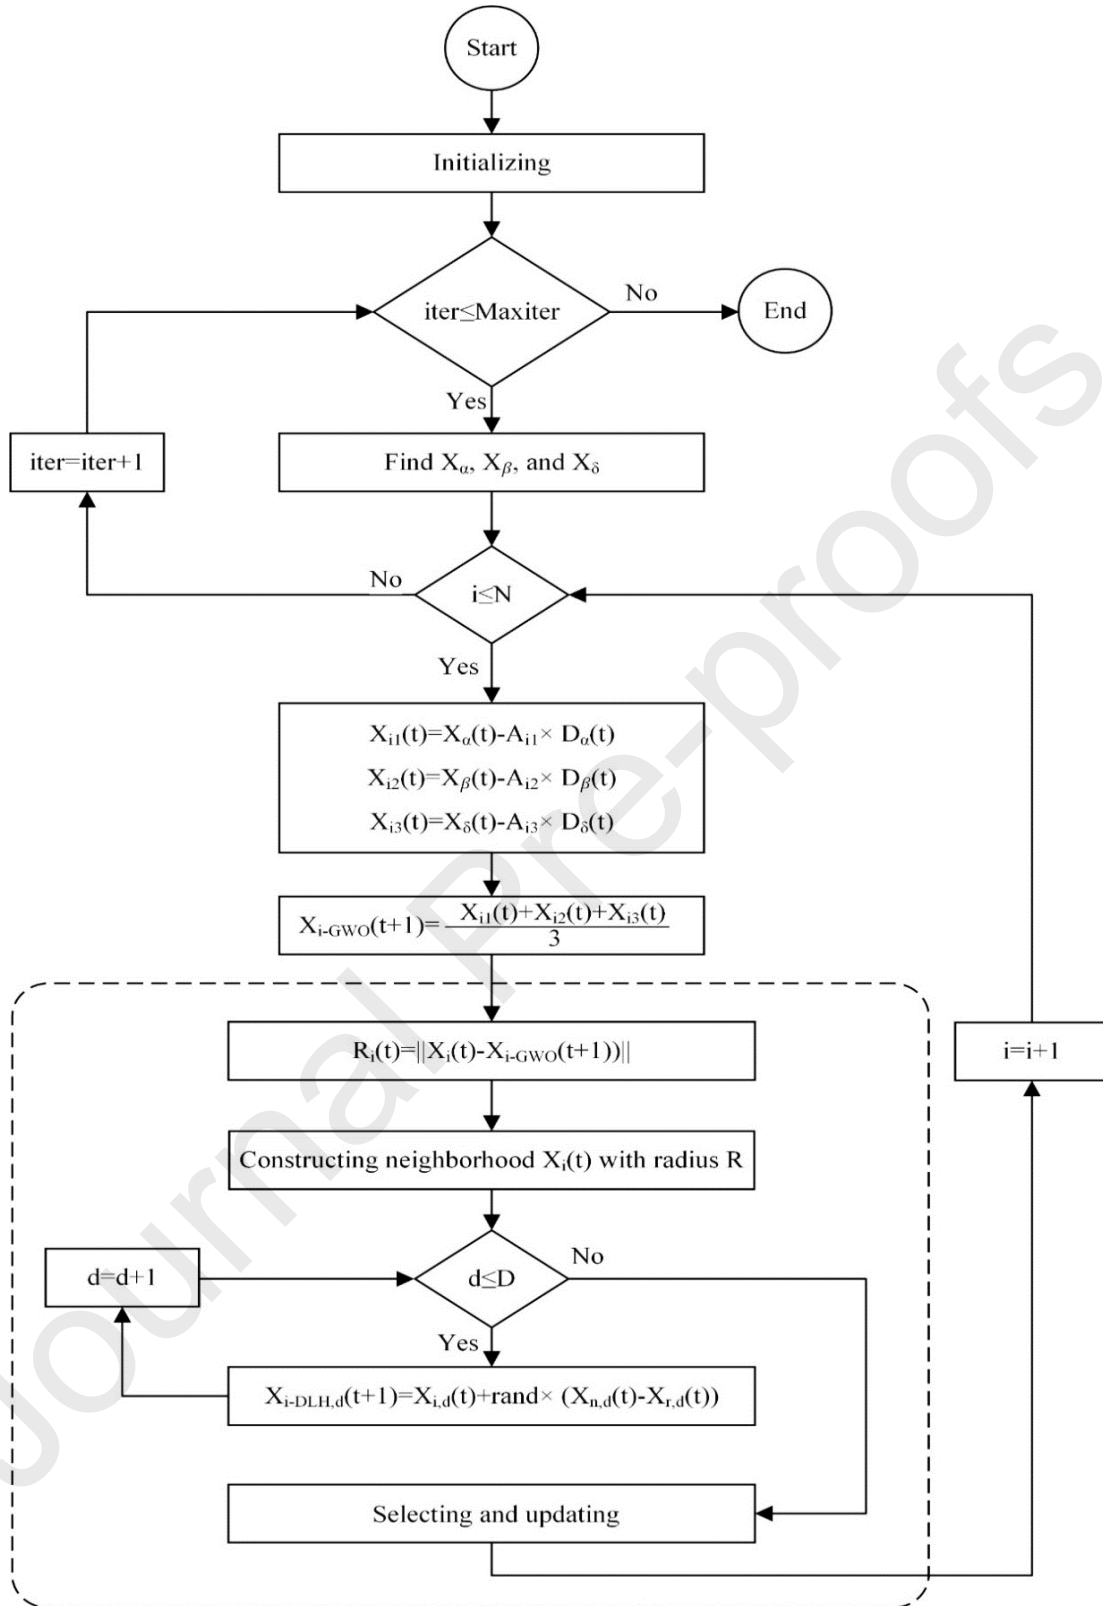 Start
Initializing
iter≤Maxiter
No
End
Yes
iter=iter+1
Find Xα, Xβ, and Xδ
No
i≤N
Yes
Xi1(t)=Xα(t)-Ai1× Dα(t)
Xi2(t)=Xβ(t)-Ai2× Dβ(t)
Xi3(t)=Xδ(t)-Ai3× Dδ(t)
Xi-GWO(t+1)=
Xi1(t)+Xi2(t)+Xi3(t)
3
Ri(t)=||Xi(t)-Xi-GWO(t+1))||
i=i+1
Constructing neighborhood Xi(t) with radius R
d=d+1
d≤D
No
Yes
Xi-DLH,d(t+1)=Xi,d(t)+rand× (Xn,d(t)-Xr,d(t))
Selecting and updating
Journal Pre-proofs